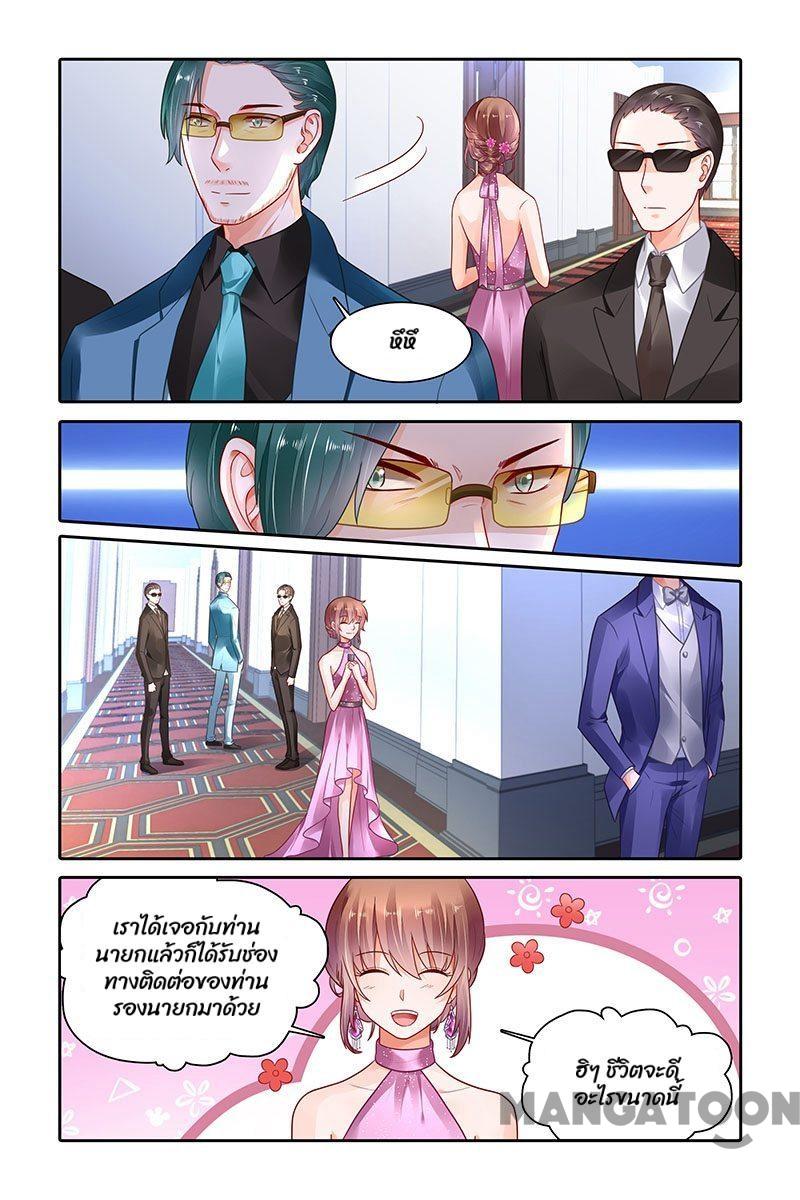 หึหึ
เราได้เจอกับท่าน
นายกแล้วก็ได้รับช่อง
ทางติดต่อของท่าน
รองนายกมาด้วย
ฮิๆ ชีวิตจะดี
อะไรขนาดนี้
MANGATOON